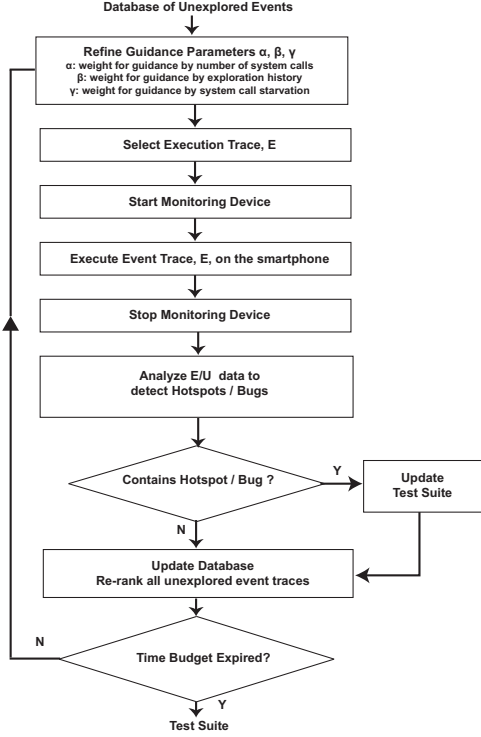 Database of Unexplored Events
Refine Guidance Parameters α, β, γ
α: weight for guidance by number of system calls
β: weight for guidance by exploration history
γ: weight for guidance by system call starvation
Select Execution Trace, E
Start Monitoring Device
Execute Event Trace, E, on the smartphone
Stop Monitoring Device
Analyze E/U data to
detect Hotspots / Bugs
Contains Hotspot / Bug ?
Y
Update
Test Suite
N
Update Database
Re-rank all unexplored event traces
N
Time Budget Expired?
Y
Test Suite